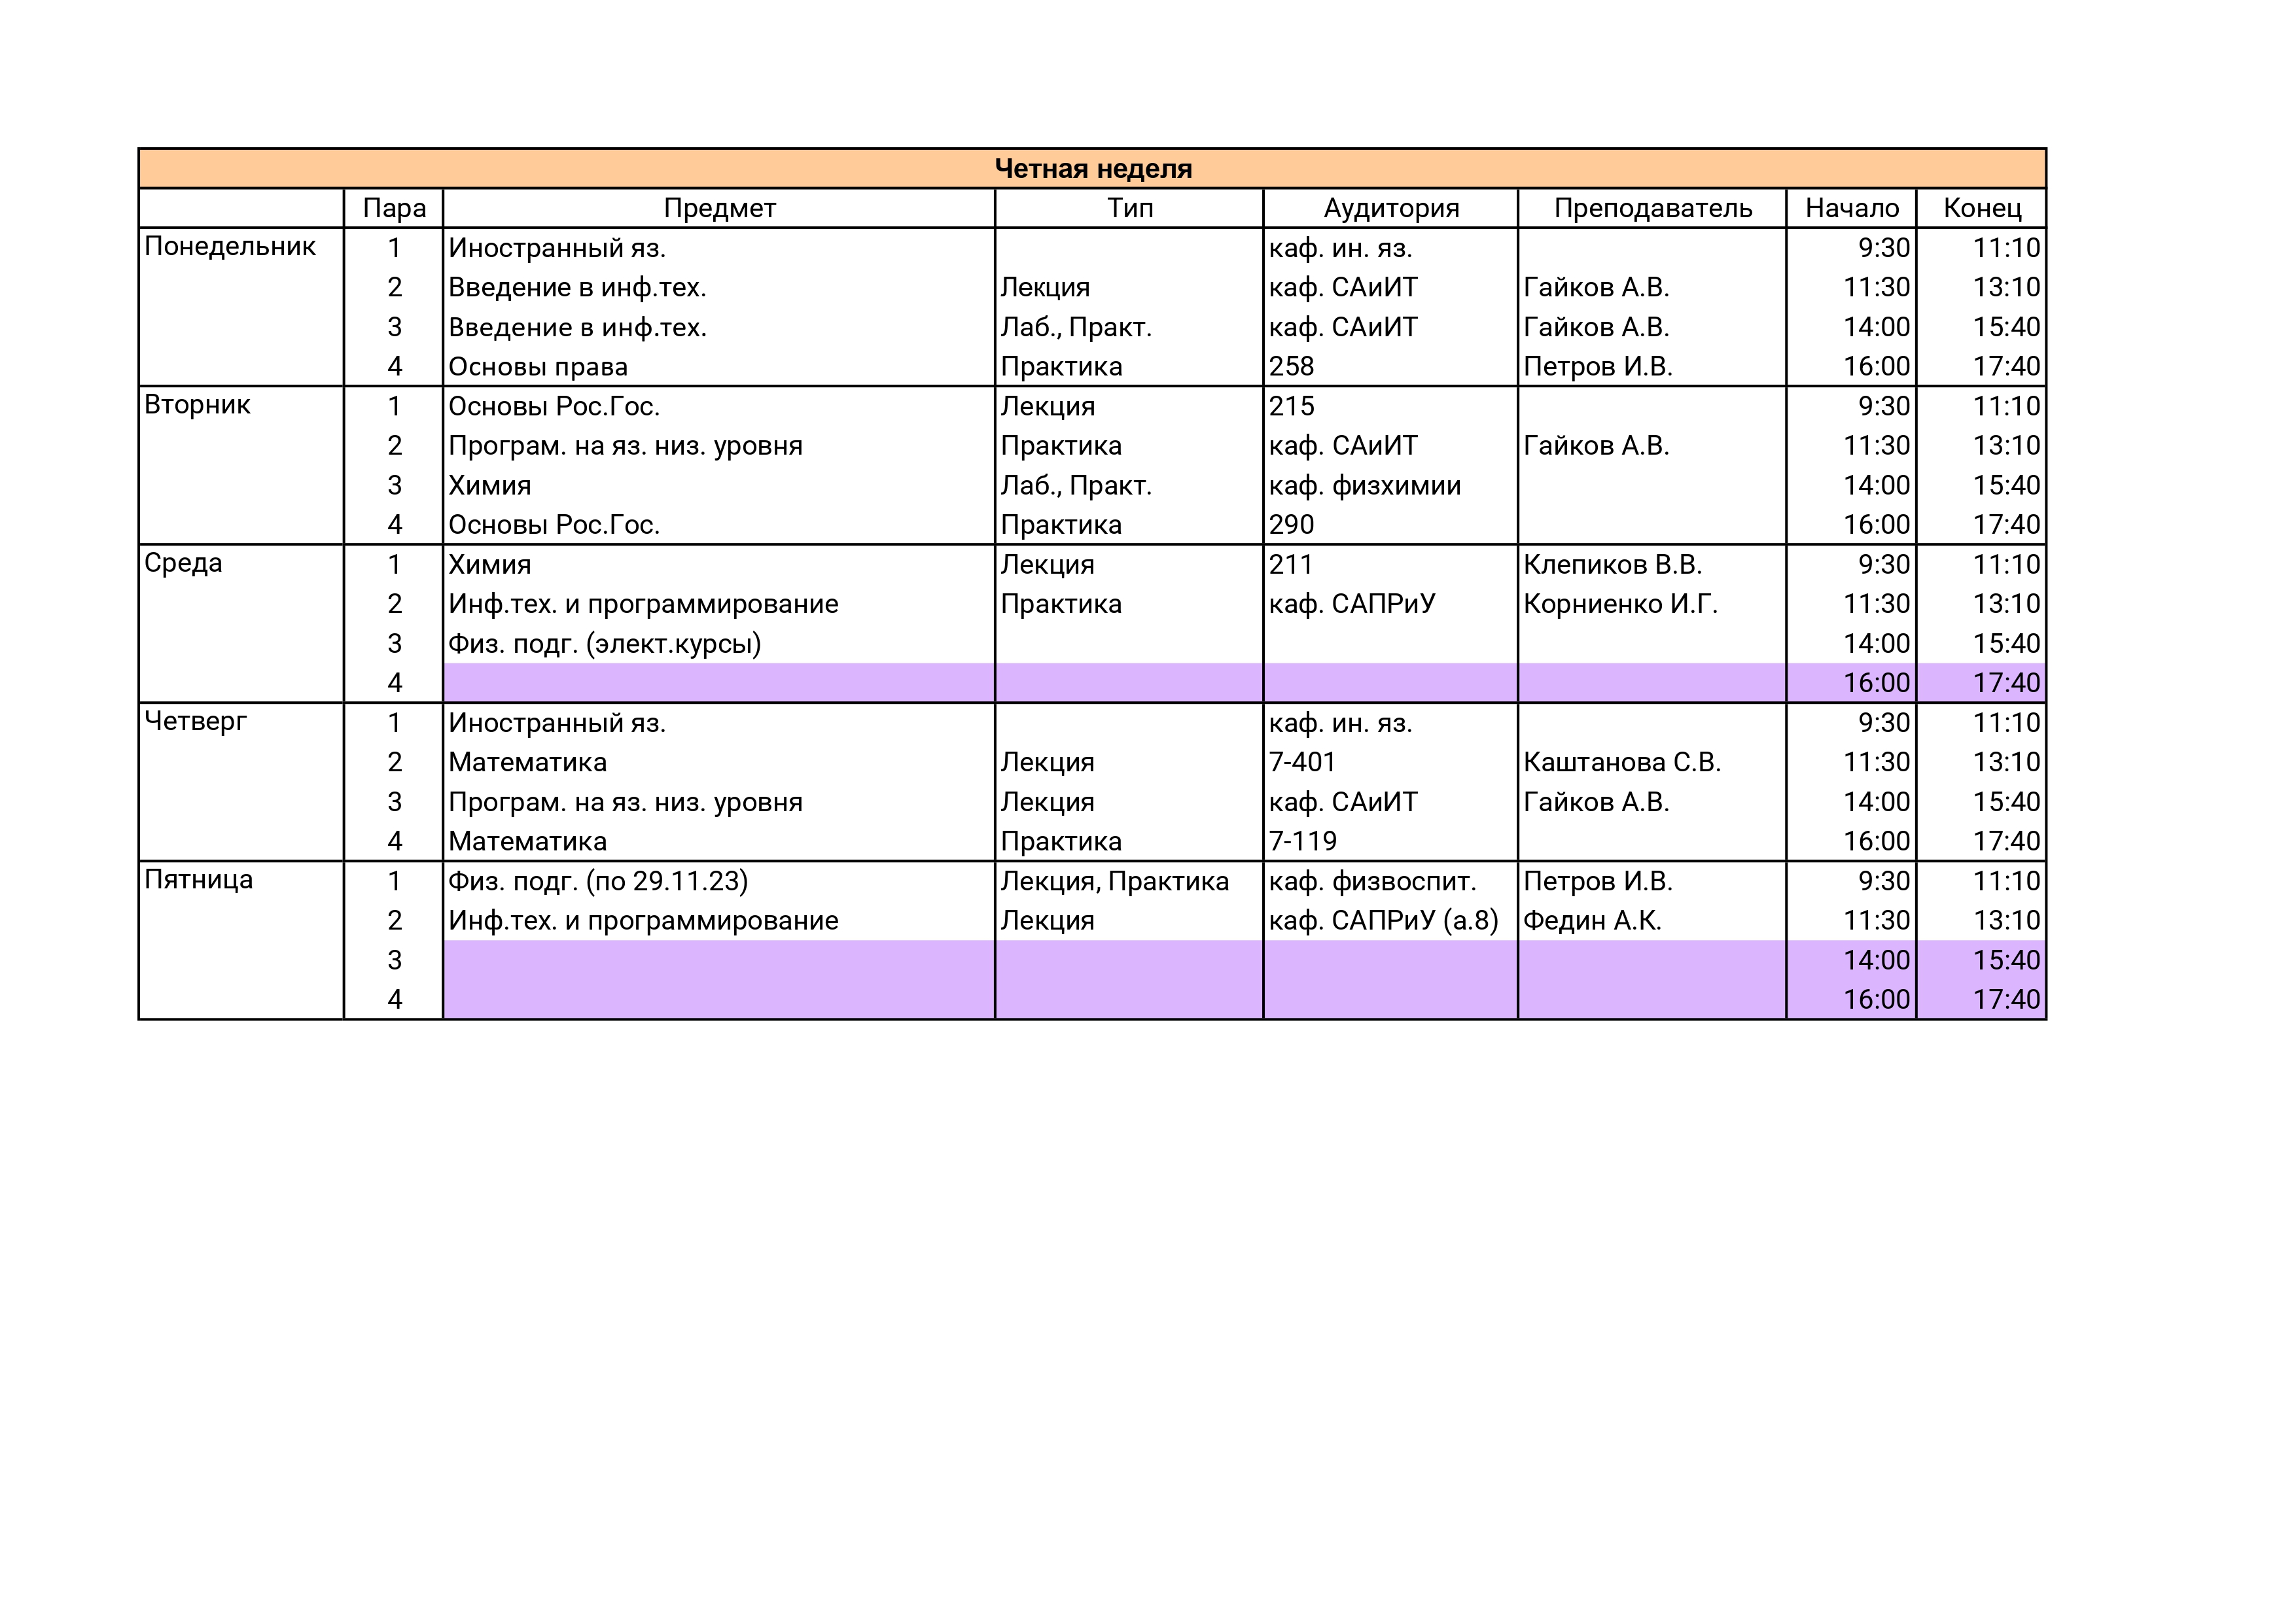 Четная неделя
Пара Предмет Тип Аудитория Преподаватель Начало Конец
Понедельник 1 Иностранный яз. каф. ин. яз. 9:30 11:10
2 Введение в инф.тех. Лекция каф. САиИТ Гайков А.В. 11:30 13:10
3 Введение в инф.тех. Лаб., Практ. каф. САиИТ Гайков А.В. 14:00 15:40
4 Основы права Практика 258 Петров И.В. 16:00 17:40
Вторник 1 Основы Рос.Гос. Лекция 215 9:30 11:10
2 Програм. на яз. низ. уровня Практика каф. САиИТ Гайков А.В. 11:30 13:10
3 Химия Лаб., Практ. каф. физхимии 14:00 15:40
4 Основы Рос.Гос. Практика 290 16:00 17:40
Среда 1 Химия Лекция 211 Клепиков В.В. 9:30 11:10
2 Инф.тех. и программирование Практика каф. САПРиУ Корниенко И.Г. 11:30 13:10
3 Физ. подг. (элект.курсы) 14:00 15:40
4 16:00 17:40
Четверг 1 Иностранный яз. каф. ин. яз. 9:30 11:10
2 Математика Лекция 7-401 Каштанова С.В. 11:30 13:10
3 Програм. на яз. низ. уровня Лекция каф. САиИТ Гайков А.В. 14:00 15:40
4 Математика Практика 7-119 16:00 17:40
Пятница 1 Физ. подг. (по 29.11.23) Лекция, Практика каф. физвоспит. Петров И.В. 9:30 11:10
2 Инф.тех. и программирование Лекция каф. САПРиУ (а.8) Федин А.К. 11:30 13:10
3 14:00 15:40
4 16:00 17:40